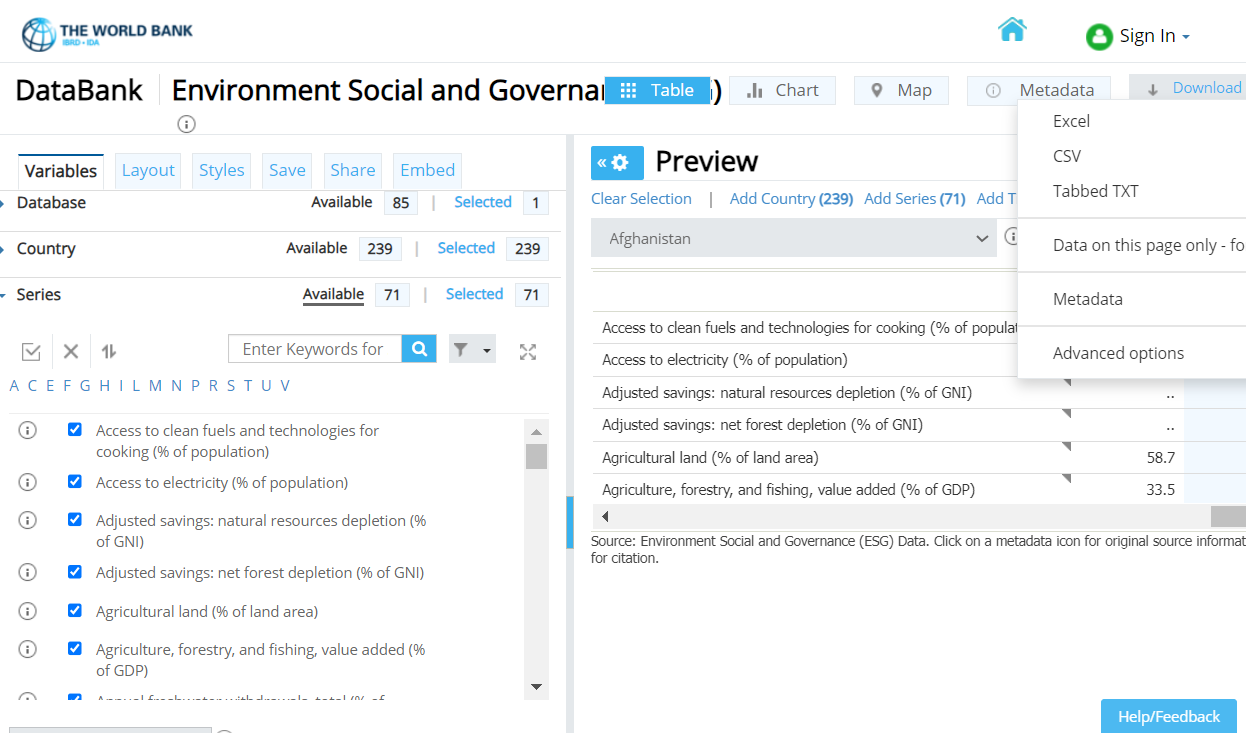 THE WORLD BANK
IBRD • IDA
Sign In
DataBank
Environment Social and Governa
)
Table
Chart
Map
Metadata
Download
Excel
CSV
Tabbed TXT
Data on this page only - fo
Metadata
Advanced options
Variables
Layout
Styles
Save
Share
Embed
Database
Available
85
|
Selected
1
Country
Available
239
|
Selected
239
Series
Available
71
|
Selected
71
Enter Keywords for
A C E F G H I L M N P R S T U V
Access to clean fuels and technologies for
cooking (% of population)
Access to electricity (% of population)
Adjusted savings: natural resources depletion (%
of GNI)
Adjusted savings: net forest depletion (% of GNI)
Agricultural land (% of land area)
Agriculture, forestry, and fishing, value added (%
of GDP)
Annual freshwater withdrawals, total (% of
« Preview
Clear Selection | Add Country (239) Add Series (71) Add T
Afghanistan
Access to clean fuels and technologies for cooking (% of populat
Access to electricity (% of population)
Adjusted savings: natural resources depletion (% of GNI) ..
Adjusted savings: net forest depletion (% of GNI) ..
Agricultural land (% of land area) 58.7
Agriculture, forestry, and fishing, value added (% of GDP) 33.5
Source: Environment Social and Governance (ESG) Data. Click on a metadata icon for original source informat
for citation.
Help/Feedback